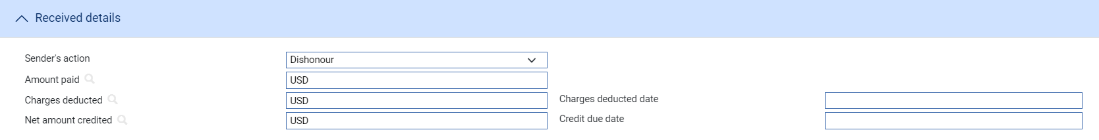 Received details
Sender's action Dishonour
Amount paid USD
Charges deducted USD Charges deducted date
Net amount credited USD Credit due date